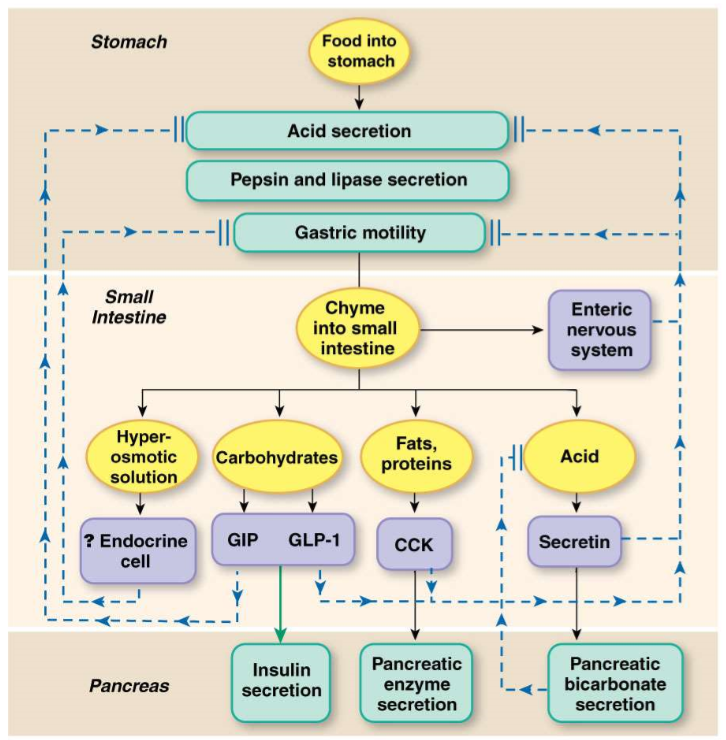 Stomach
Food into
stomach
Acid secretion
Pepsin and lipase secretion
Gastric motility
Small
Intestine
Chyme
into small
intestine
Enteric
nervous
system
Hyper-
osmotic
solution
Carbohydrates
Fats,
proteins
Acid
? Endocrine
cell
GIP GLP-1
CCK
Secretin
Pancreas
Insulin
secretion
Pancreatic
enzyme
secretion
Pancreatic
bicarbonate
secretion